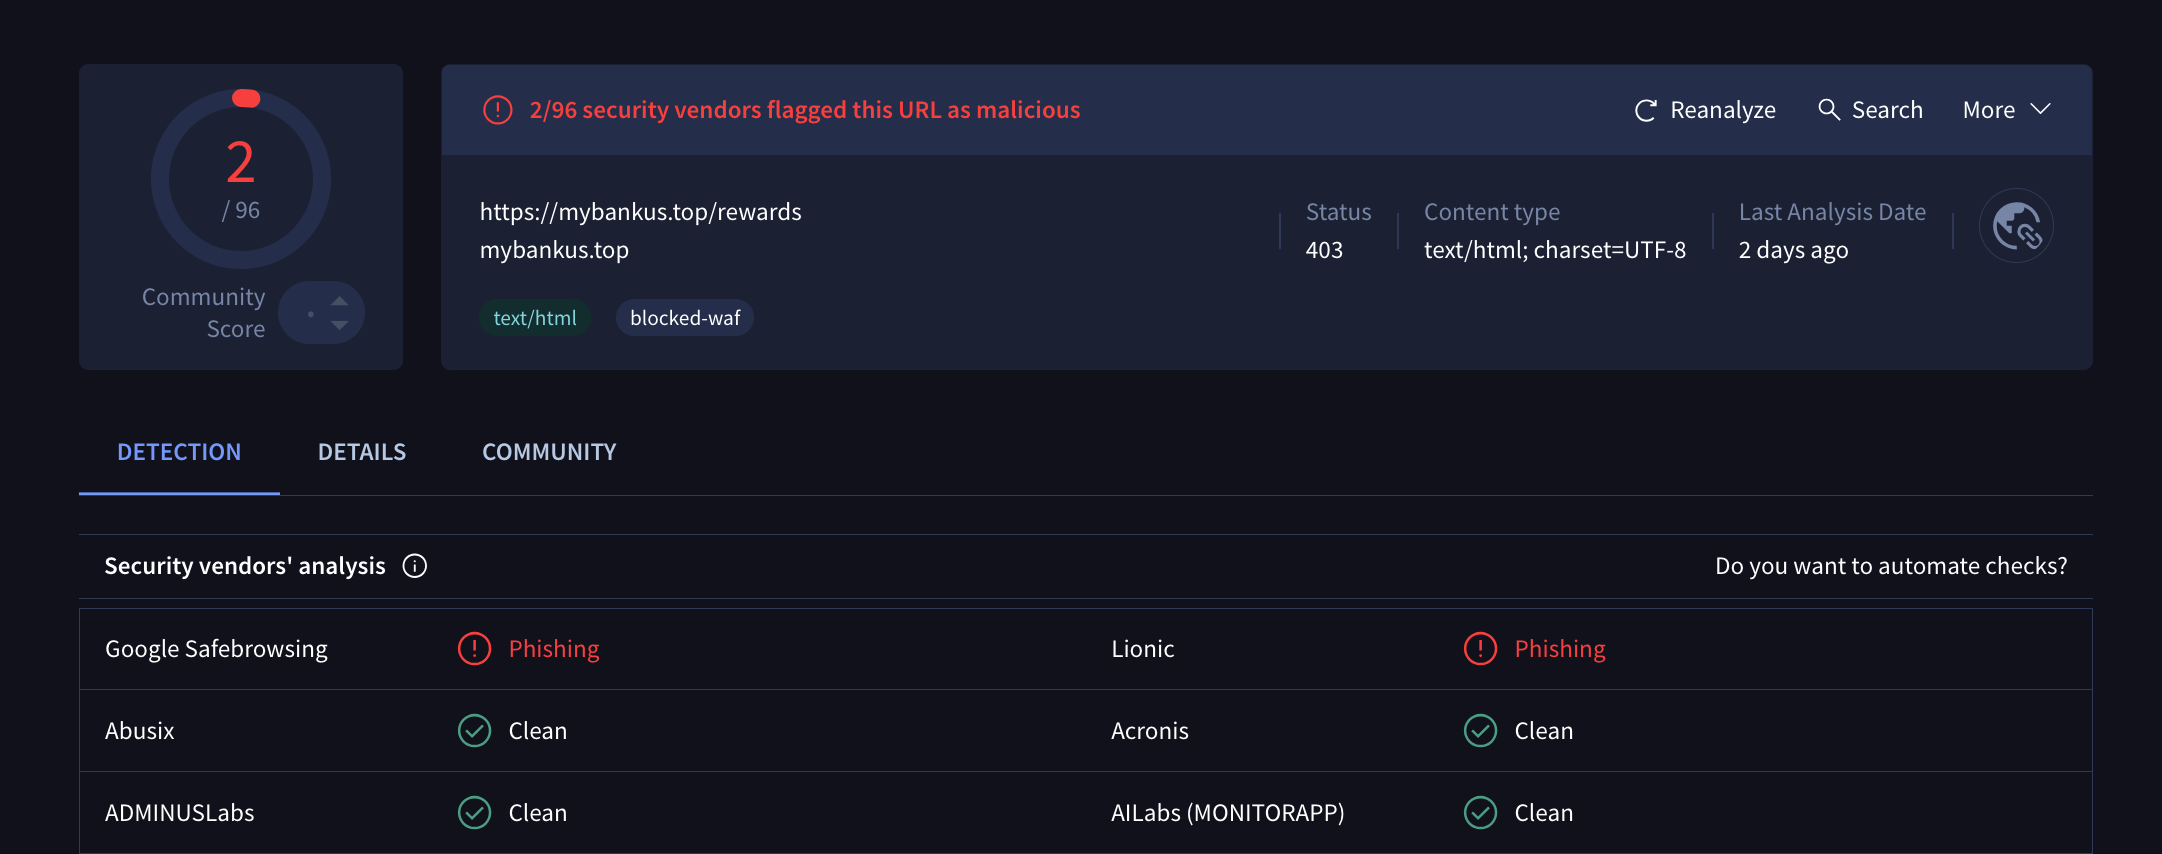 2
/ 96
Community
Score
2/96 security vendors flagged this URL as malicious
Reanalyze
Search
More
https://mybankus.top/rewards
mybankus.top
text/html
blocked-waf
Status
403
Content type
text/html; charset=UTF-8
Last Analysis Date
2 days ago
DETECTION
DETAILS
COMMUNITY
Security vendors' analysis
Do you want to automate checks?
Google Safebrowsing
Phishing
Lionic
Phishing
Abusix
Clean
Acronis
Clean
ADMINUSLabs
Clean
AILabs (MONITORAPP)
Clean